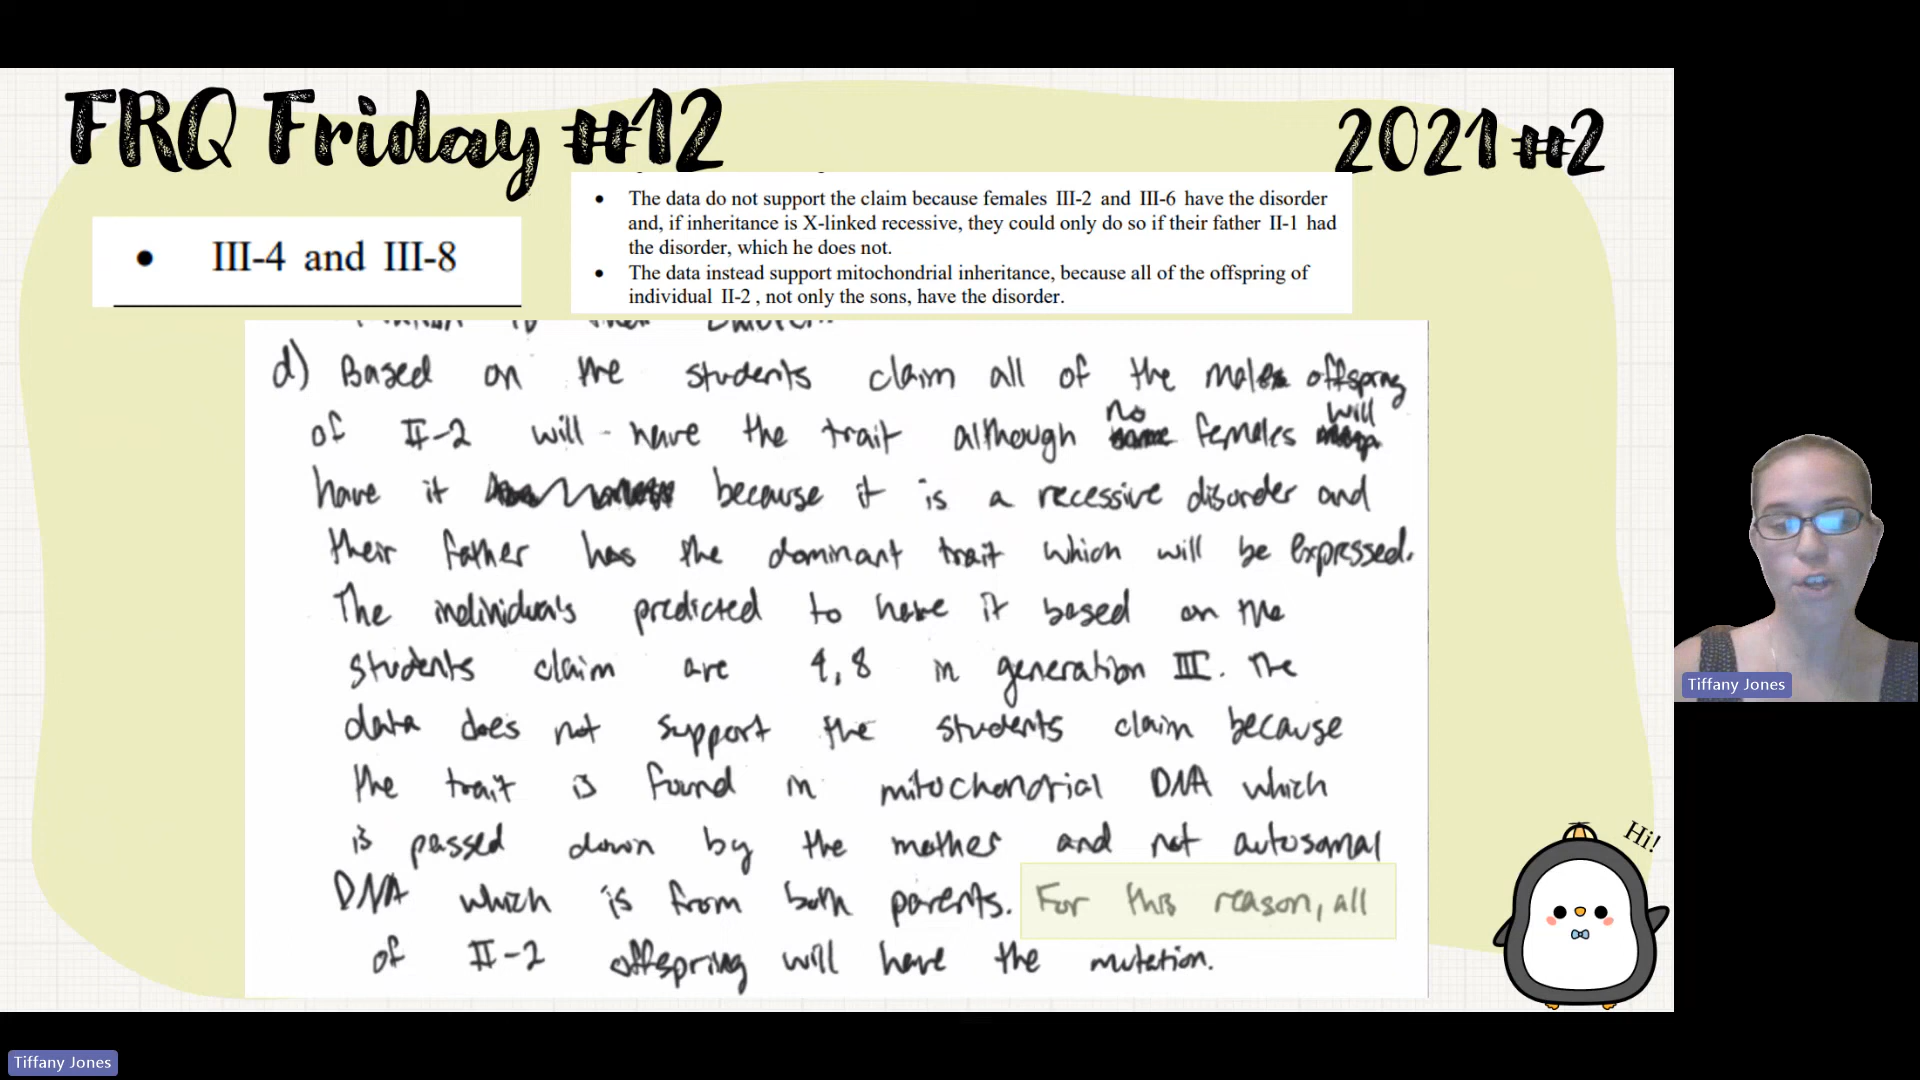 FRQ Friday #12
2021 #2
• III-4 and III-8
• The data do not support the claim because females III-2 and III-6 have the disorder
and, if inheritance is X-linked recessive, they could only do so if their father II-1 had
the disorder, which he does not.
• The data instead support mitochondrial inheritance, because all of the offspring of
individual II-2 , not only the sons, have the disorder.
d) Based on the students claim all of the males offspring
of II-2 will have the trait although no females will
have it because it is a recessive disorder and
their father has the dominant trait which will be expressed.
The individuals predicted to have it based on the
students claim are 4, 8 in generation III. The
data does not support the students claim because
the trait is found in mitochondrial DNA which
is passed down by the mother and not autosomal
DNA which is from both parents. For this reason, all
of II-2 offspring will have the mutation.
Hi!
Tiffany Jones
Tiffany Jones